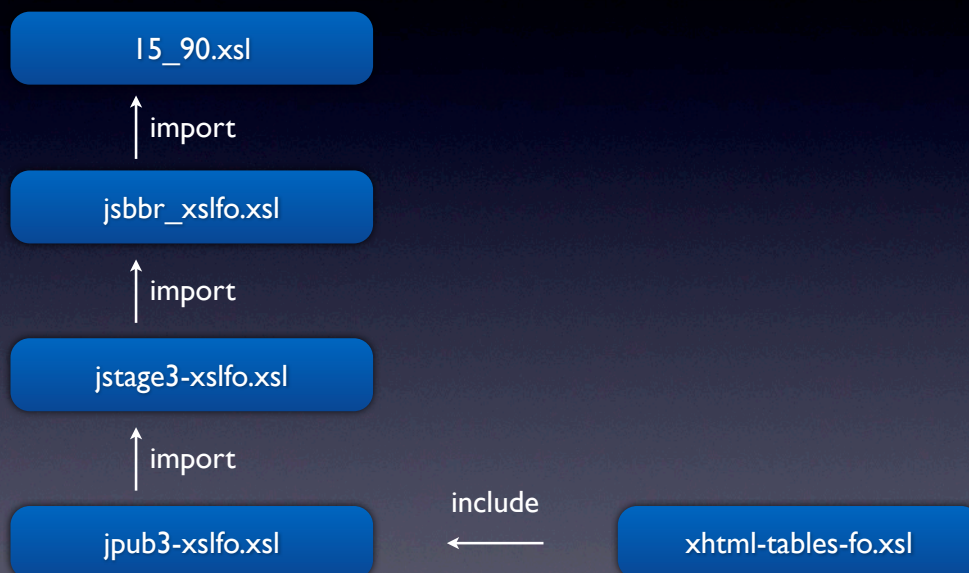 15_90.xsl
import
jsbbr_xslfo.xsl
import
jstage3-xslfo.xsl
import
include
jpub3-xslfo.xsl
xhtml-tables-fo.xsl